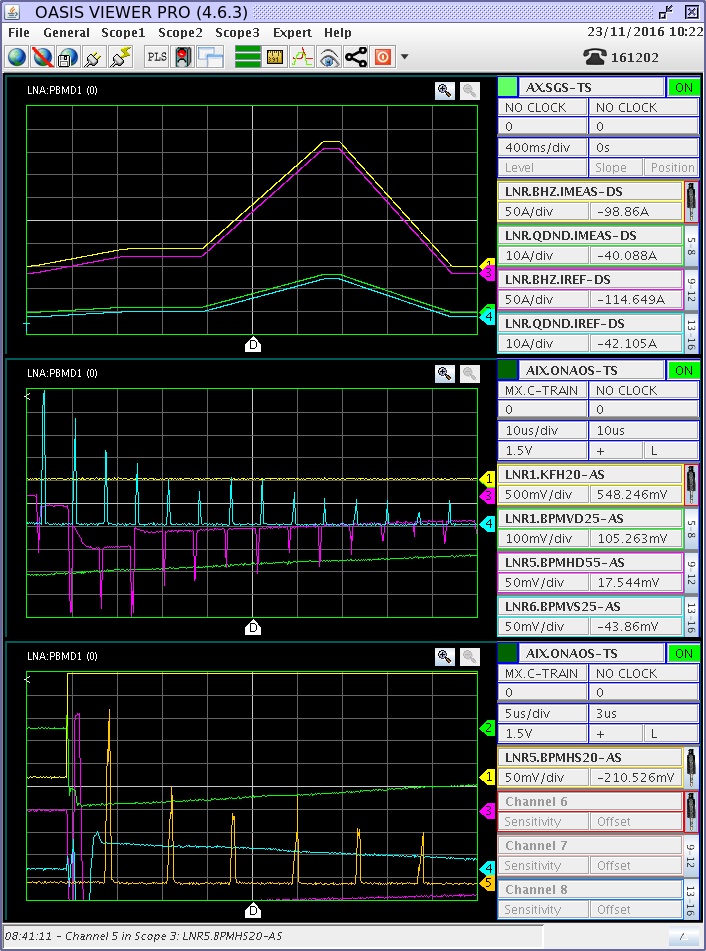 OASIS VIEWER PRO (4.6.3)
File General Scope1 Scope2 Scope3 Expert Help
23/11/2016 10:22
PLS
161202
LNA:PBMD1 (0)
1
3
4
D
AX.SGS-TS ON
NO CLOCK NO CLOCK
0 0
400ms/div 0s
Level Slope Position
LNR.BHZ.IMEAS-DS
50A/div -98.86A
LNR.QDND.IMEAS-DS
10A/div -40.088A
LNR.BHZ.IREF-DS
50A/div -114.649A
LNR.QDND.IREF-DS
10A/div -42.105A
5-8
9-12
13-16
LNA:PBMD1 (0)
<
1
3
4
D
AIX.ONAOS-TS ON
MX.C-TRAIN NO CLOCK
0 0
10us/div 10us
1.5V + L
LNR1.KFH20-AS
500mV/div 548.246mV
LNR1.BPMVD25-AS
100mV/div 105.263mV
LNR5.BPMHD55-AS
50mV/div 17.544mV
LNR6.BPMVS25-AS
50mV/div -43.86mV
5-8
9-12
13-16
LNA:PBMD1 (0)
<
2
1
3
4
5
D
AIX.ONAOS-TS ON
MX.C-TRAIN NO CLOCK
0 0
5us/div 3us
1.5V + L
LNR5.BPMHS20-AS
50mV/div -210.526mV
Channel 6
Sensitivity Offset
Channel 7
Sensitivity Offset
Channel 8
Sensitivity Offset
9-12
13-16
08:41:11 - Channel 5 in Scope 3: LNR5.BPMHS20-AS